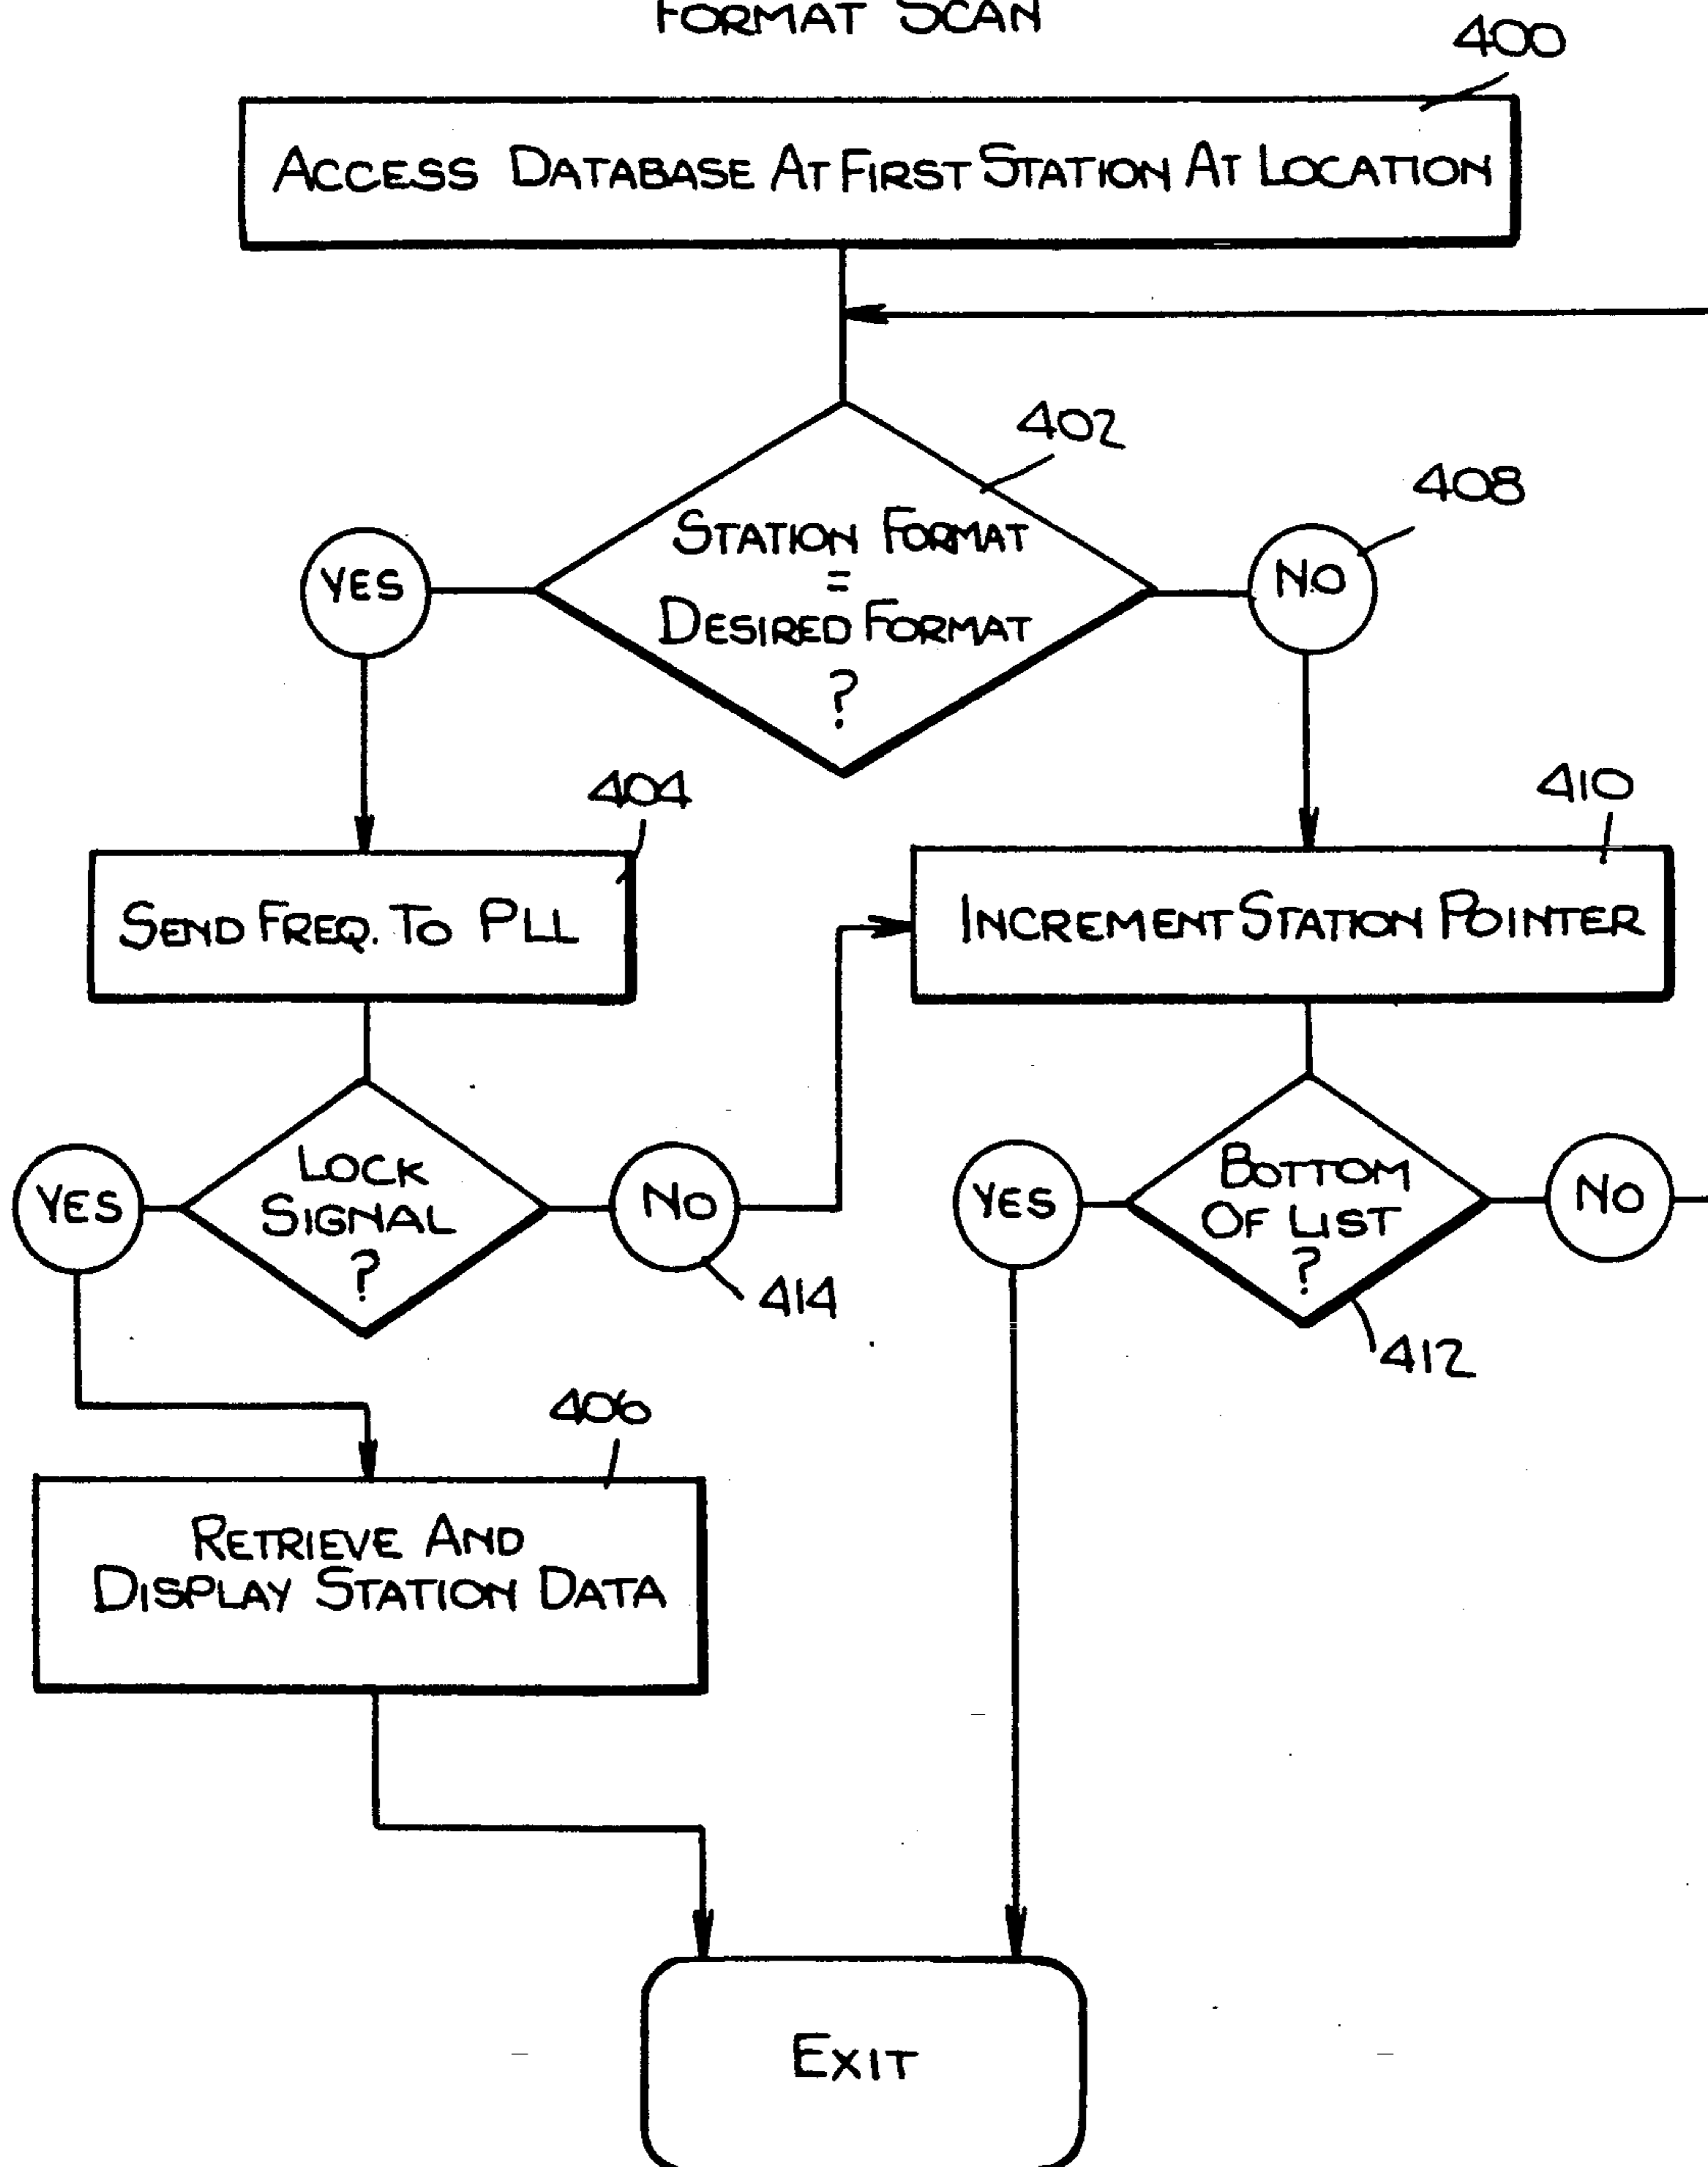 FORMAT SCAN
400
ACCESS DATABASE AT FIRST STATION AT LOCATION
402
408
STATION FORMAT
=
DESIRED FORMAT
?
YES
NO
404
410
SEND FREQ. TO PLL
INCREMENT STATION POINTER
YES
LOCK
SIGNAL
?
NO
414
YES
BOTTOM
OF LIST
?
NO
412
406
RETRIEVE AND
DISPLAY STATION DATA
EXIT